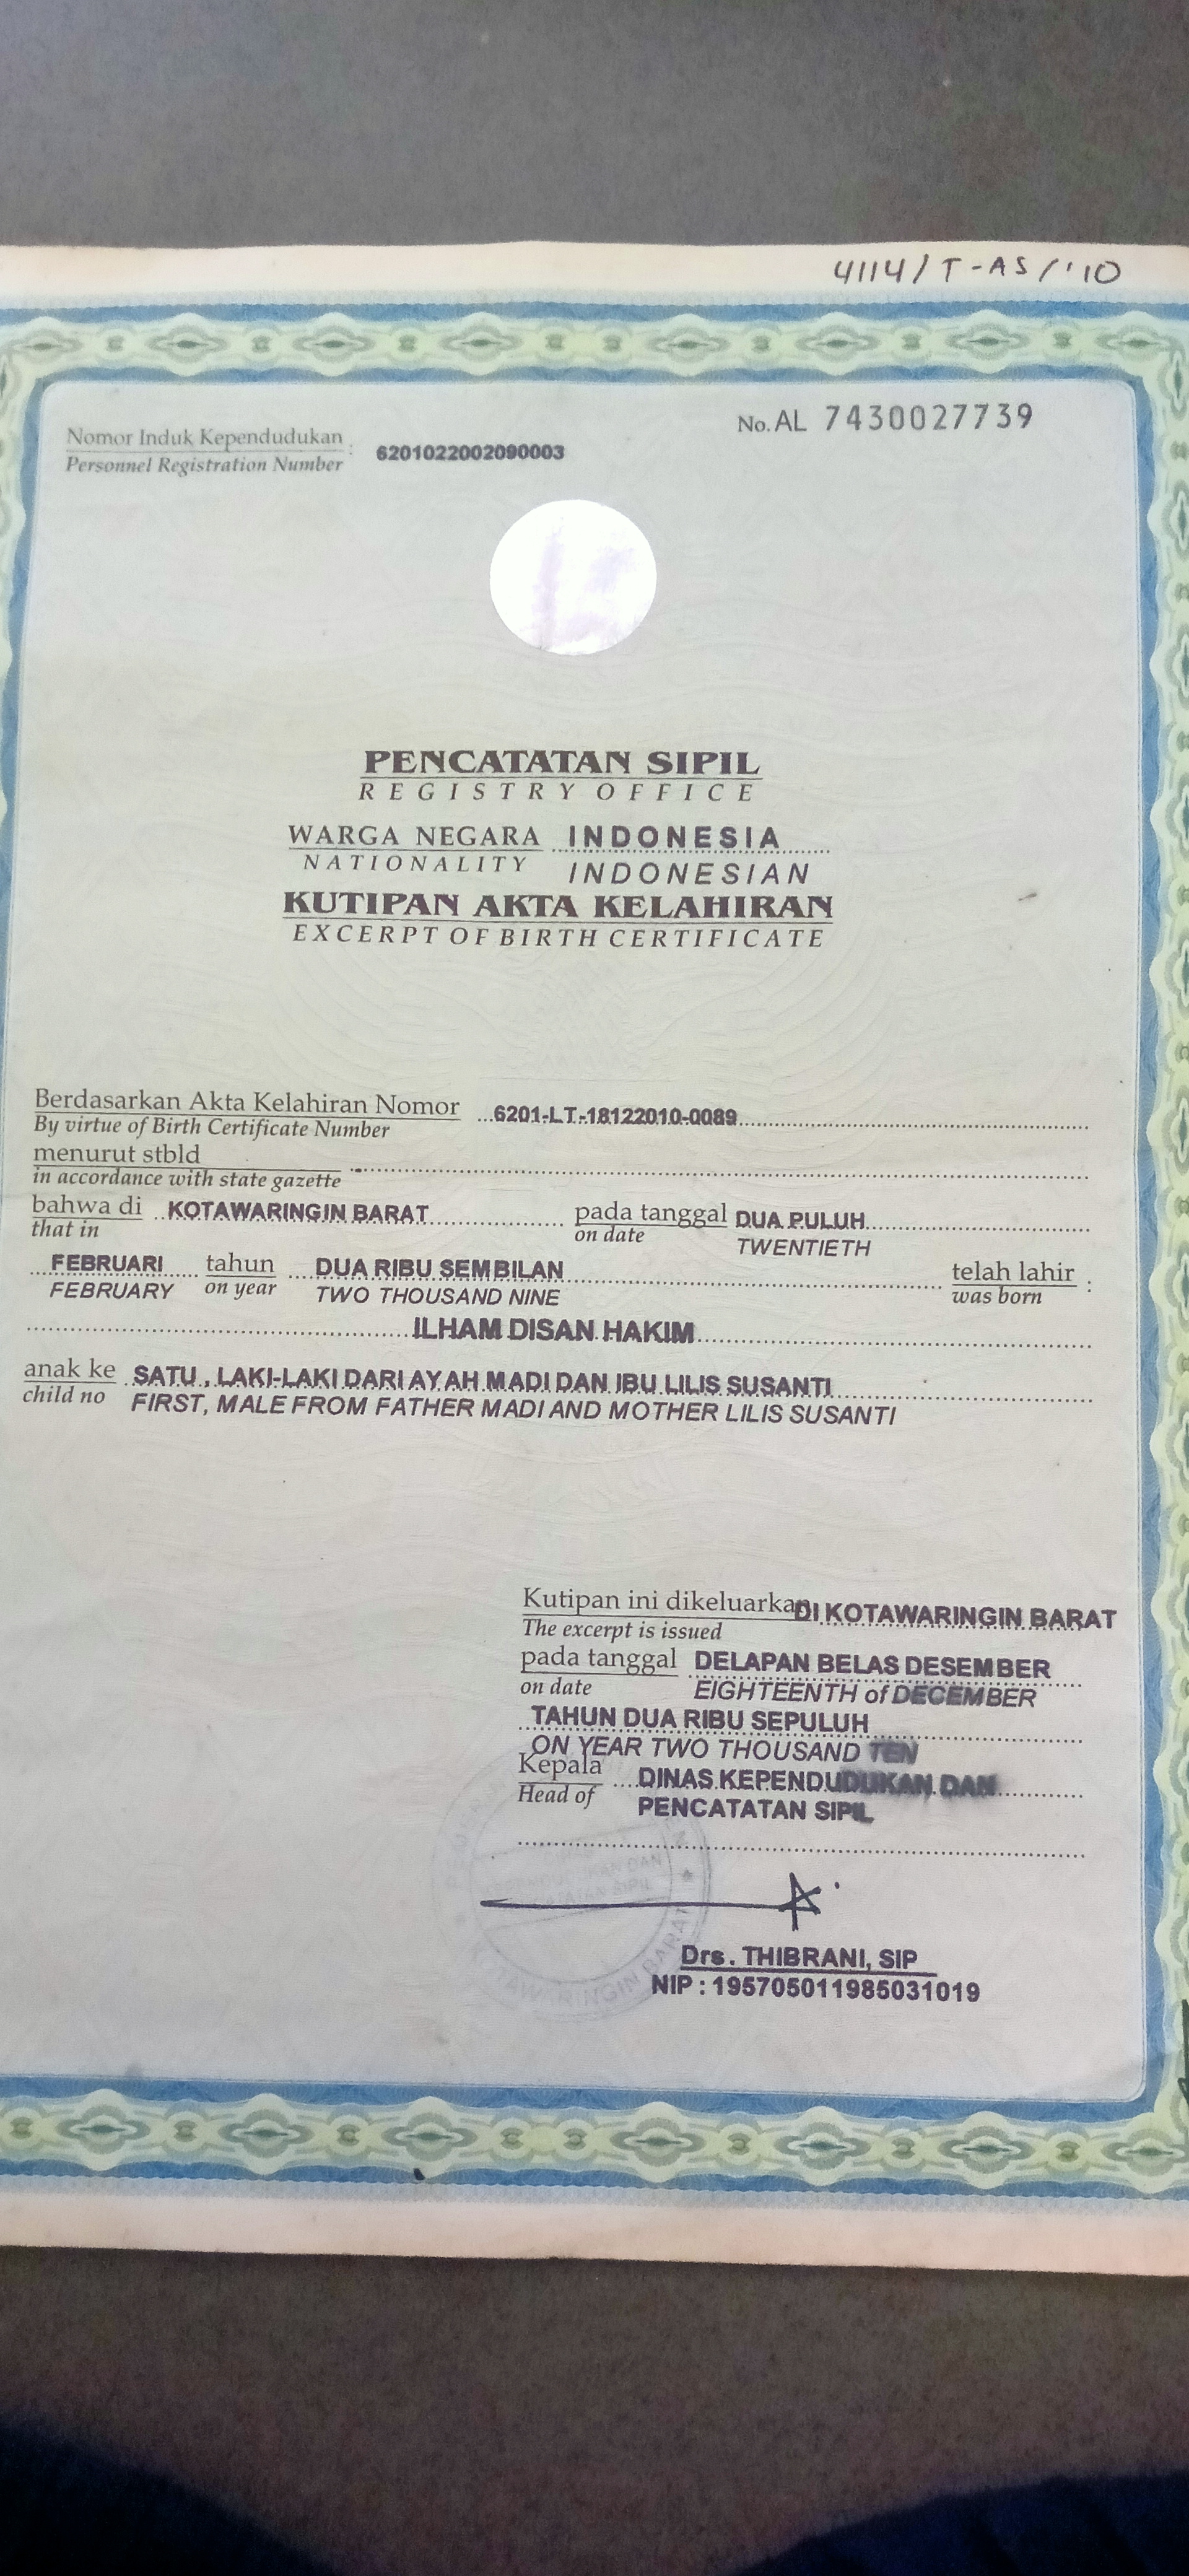 4114/T-AS/'10
No. AL 7430027739
Nomor Induk Kependudukan : 6201022002090003
Personnel Registration Number
PENCATATAN SIPIL
REGISTRY OFFICE
WARGA NEGARA INDONESIA
NATIONALITY INDONESIAN
KUTIPAN AKTA KELAHIRAN
EXCERPT OF BIRTH CERTIFICATE
Berdasarkan Akta Kelahiran Nomor 6201-LT-18122010-0089
By virtue of Birth Certificate Number
menurut stbld
in accordance with state gazette
bahwa di KOTAWARINGIN BARAT pada tanggal DUA PULUH
that in on date TWENTIETH
FEBRUARI tahun DUA RIBU SEMBILAN telah lahir :
FEBRUARY on year TWO THOUSAND NINE was born
ILHAM DISAN HAKIM
anak ke SATU, LAKI-LAKI DARI AYAH MADI DAN IBU LILIS SUSANTI
child no FIRST, MALE FROM FATHER MADI AND MOTHER LILIS SUSANTI
Kutipan ini dikeluarkan DI KOTAWARINGIN BARAT
The excerpt is issued
pada tanggal DELAPAN BELAS DESEMBER
on date EIGHTEENTH of DECEMBER
TAHUN DUA RIBU SEPULUH
ON YEAR TWO THOUSAND TEN
Kepala DINAS KEPENDUDUKAN DAN
Head of PENCATATAN SIPIL
Drs. THIBRANI, SIP
NIP : 195705011985031019